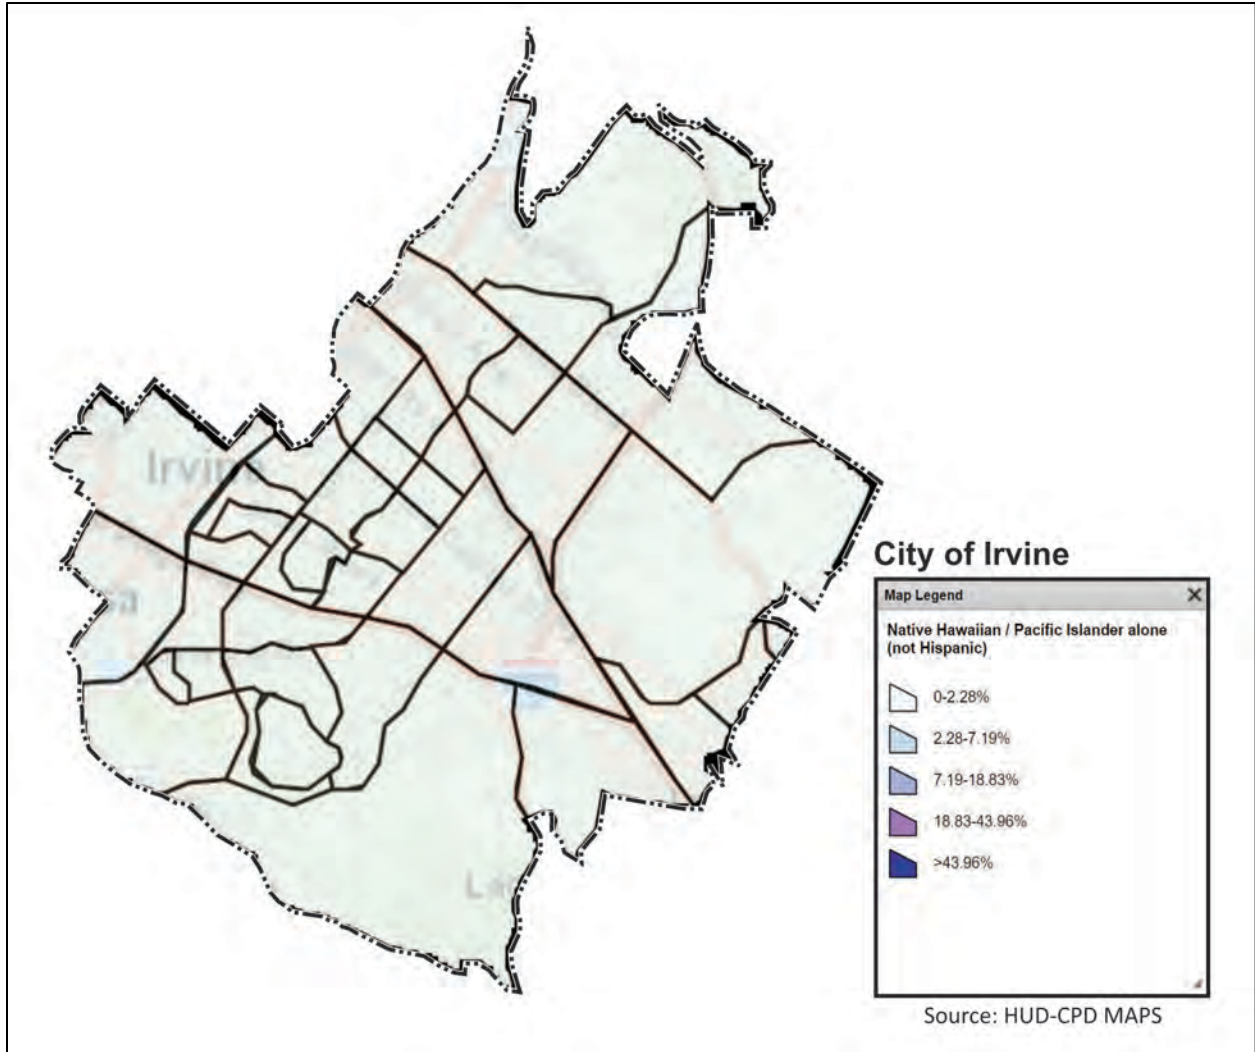 Irvine
City of Irvine
Map Legend
Native Hawaiian / Pacific Islander alone
(not Hispanic)
0-2.28%
2.28-7.19%
7.19-18.83%
18.83-43.96%
>43.96%
Source: HUD-CPD MAPS